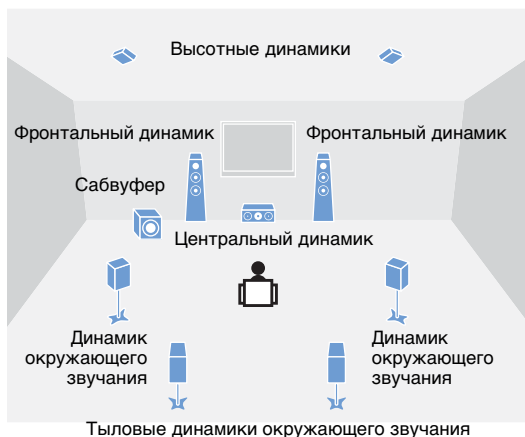 Высотные динамики
Фронтальный динамик
Фронтальный динамик
Сабвуфер
Центральный динамик
Динамик
окружающего
звучания
Динамик
окружающего
звучания
Тыловые динамики окружающего звучания